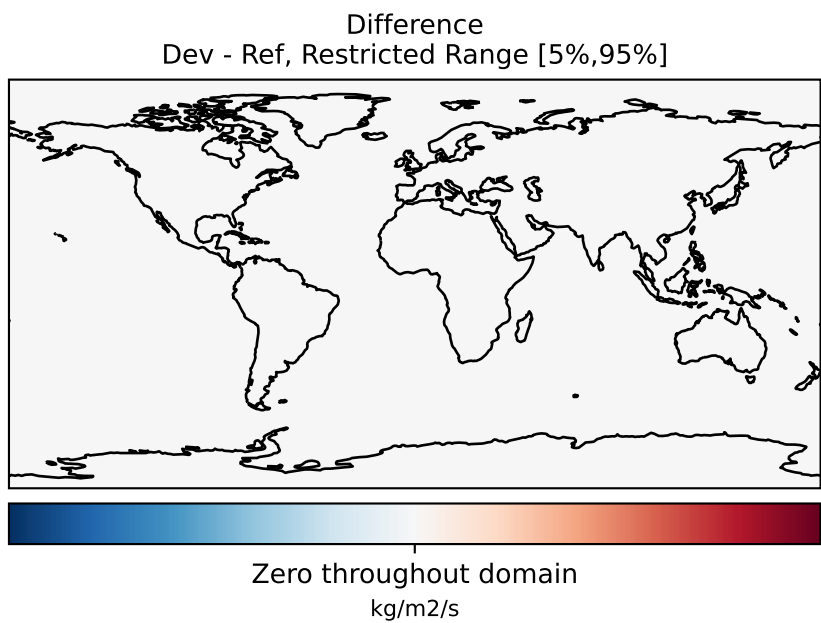 Difference
Dev - Ref, Restricted Range [5%,95%]
Zero throughout domain
kg/m2/s